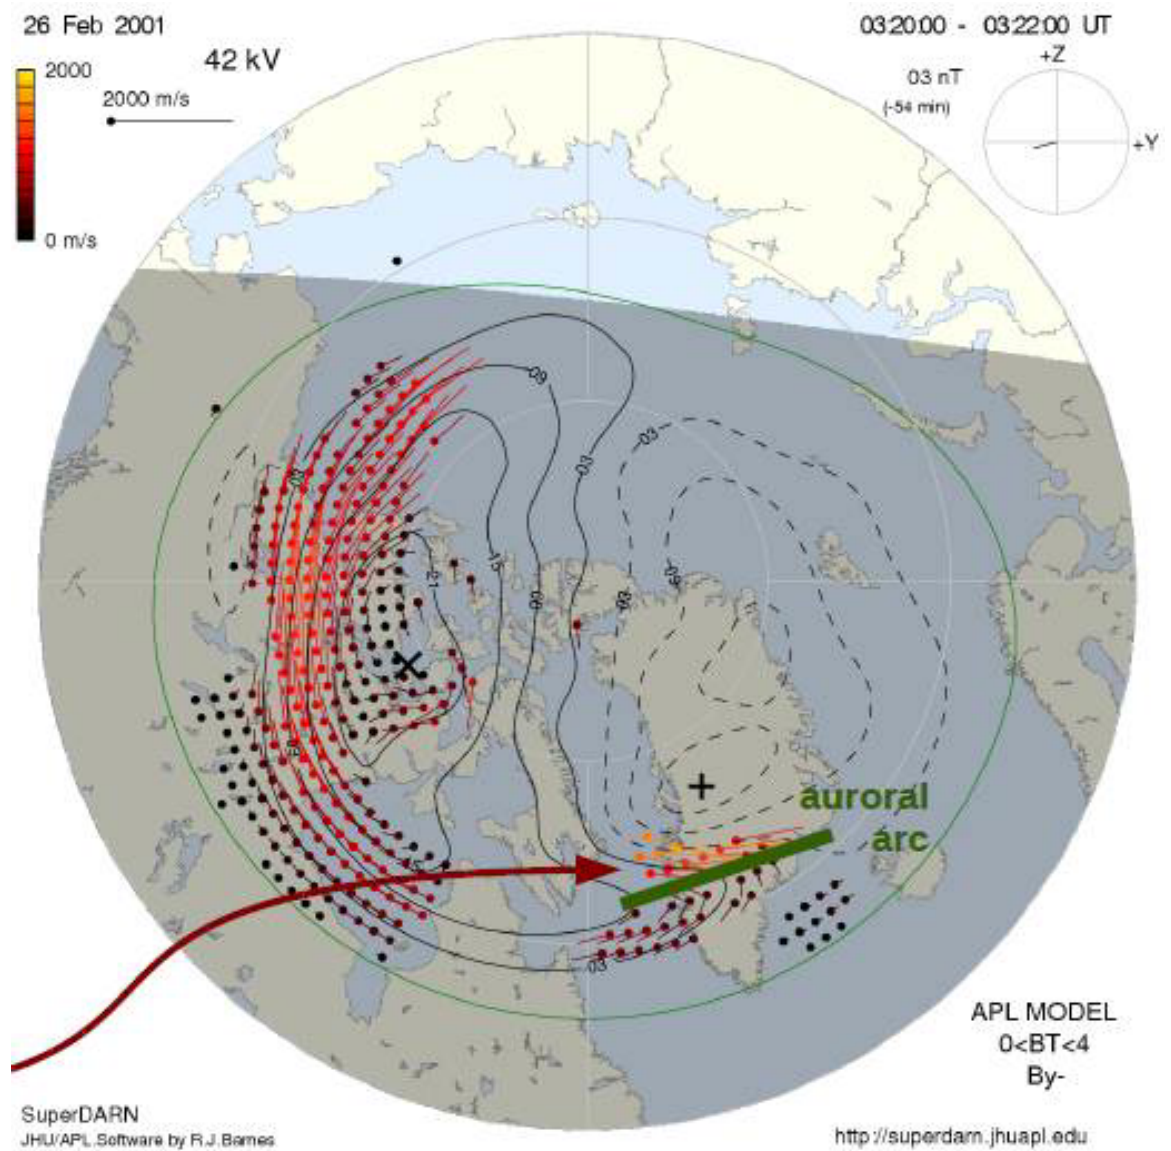 26 Feb 2001
03:20:00 - 03:22:00 UT
42 kV
2000
2000 m/s
0 m/s
+Z
03 nT
(-54 min)
+Y
-03
-09
-03
-03
-15
-21
-09
00
-03
auroral
arc
-03
APL MODEL
0<BT<4
By-
SuperDARN
JHU/APL Software by R.J.Barnes
http://superdarn.jhuapl.edu